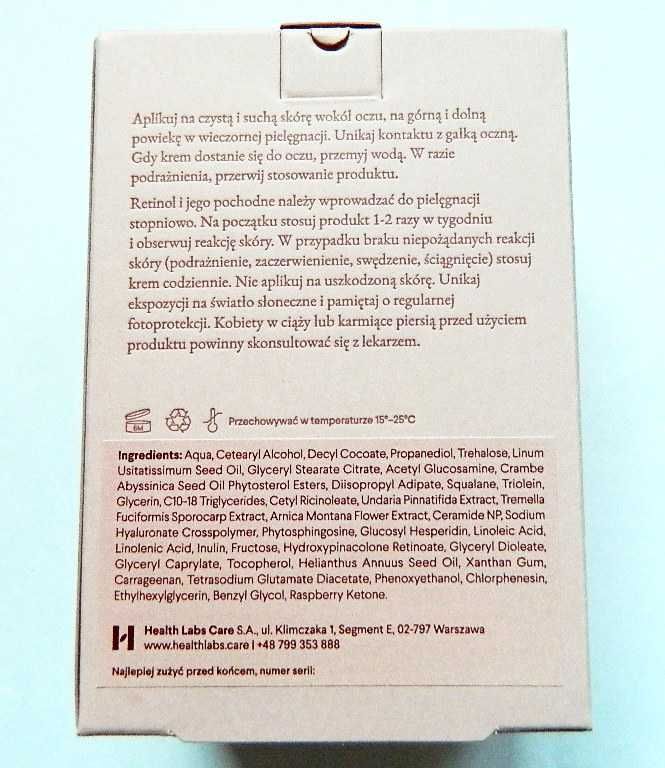 Aplikuj na czystą i suchą skórę wokół oczu, na górną i dolną
powiekę w wieczornej pielęgnacji. Unikaj kontaktu z gałką oczną.
Gdy krem dostanie się do oczu, przemyj wodą. W razie
podrażnienia, przerwij stosowanie produktu.
Retinol i jego pochodne należy wprowadzać do pielęgnacji
stopniowo. Na początku stosuj produkt 1-2 razy w tygodniu
i obserwuj reakcję skóry. W przypadku braku niepożądanych reakcji
skóry (podrażnienie, zaczerwienienie, swędzenie, ściągnięcie) stosuj
krem codziennie. Nie aplikuj na uszkodzoną skórę. Unikaj
ekspozycji na światło słoneczne i pamiętaj o regularnej
fotoprotekcji. Kobiety w ciąży lub karmiące piersią przed użyciem
produktu powinny skonsultować się z lekarzem.
6M Przechowywać w temperaturze 15°-25°C
Ingredients: Aqua, Cetearyl Alcohol, Decyl Cocoate, Propanediol, Trehalose, Linum
Usitatissimum Seed Oil, Glyceryl Stearate Citrate, Acetyl Glucosamine, Crambe
Abyssinica Seed Oil Phytosterol Esters, Diisopropyl Adipate, Squalane, Triolein,
Glycerin, C10-18 Triglycerides, Cetyl Ricinoleate, Undaria Pinnatifida Extract, Tremella
Fuciformis Sporocarp Extract, Arnica Montana Flower Extract, Ceramide NP, Sodium
Hyaluronate Crosspolymer, Phytosphingosine, Glucosyl Hesperidin, Linoleic Acid,
Linolenic Acid, Inulin, Fructose, Hydroxypinacolone Retinoate, Glyceryl Dioleate,
Glyceryl Caprylate, Tocopherol, Helianthus Annuus Seed Oil, Xanthan Gum,
Carrageenan, Tetrasodium Glutamate Diacetate, Phenoxyethanol, Chlorphenesin,
Ethylhexylglycerin, Benzyl Glycol, Raspberry Ketone.
Health Labs Care S.A., ul. Klimczaka 1, Segment E, 02-797 Warszawa
www.healthlabs.care | +48 799 353 888
Najlepiej zużyć przed końcem, numer serii: